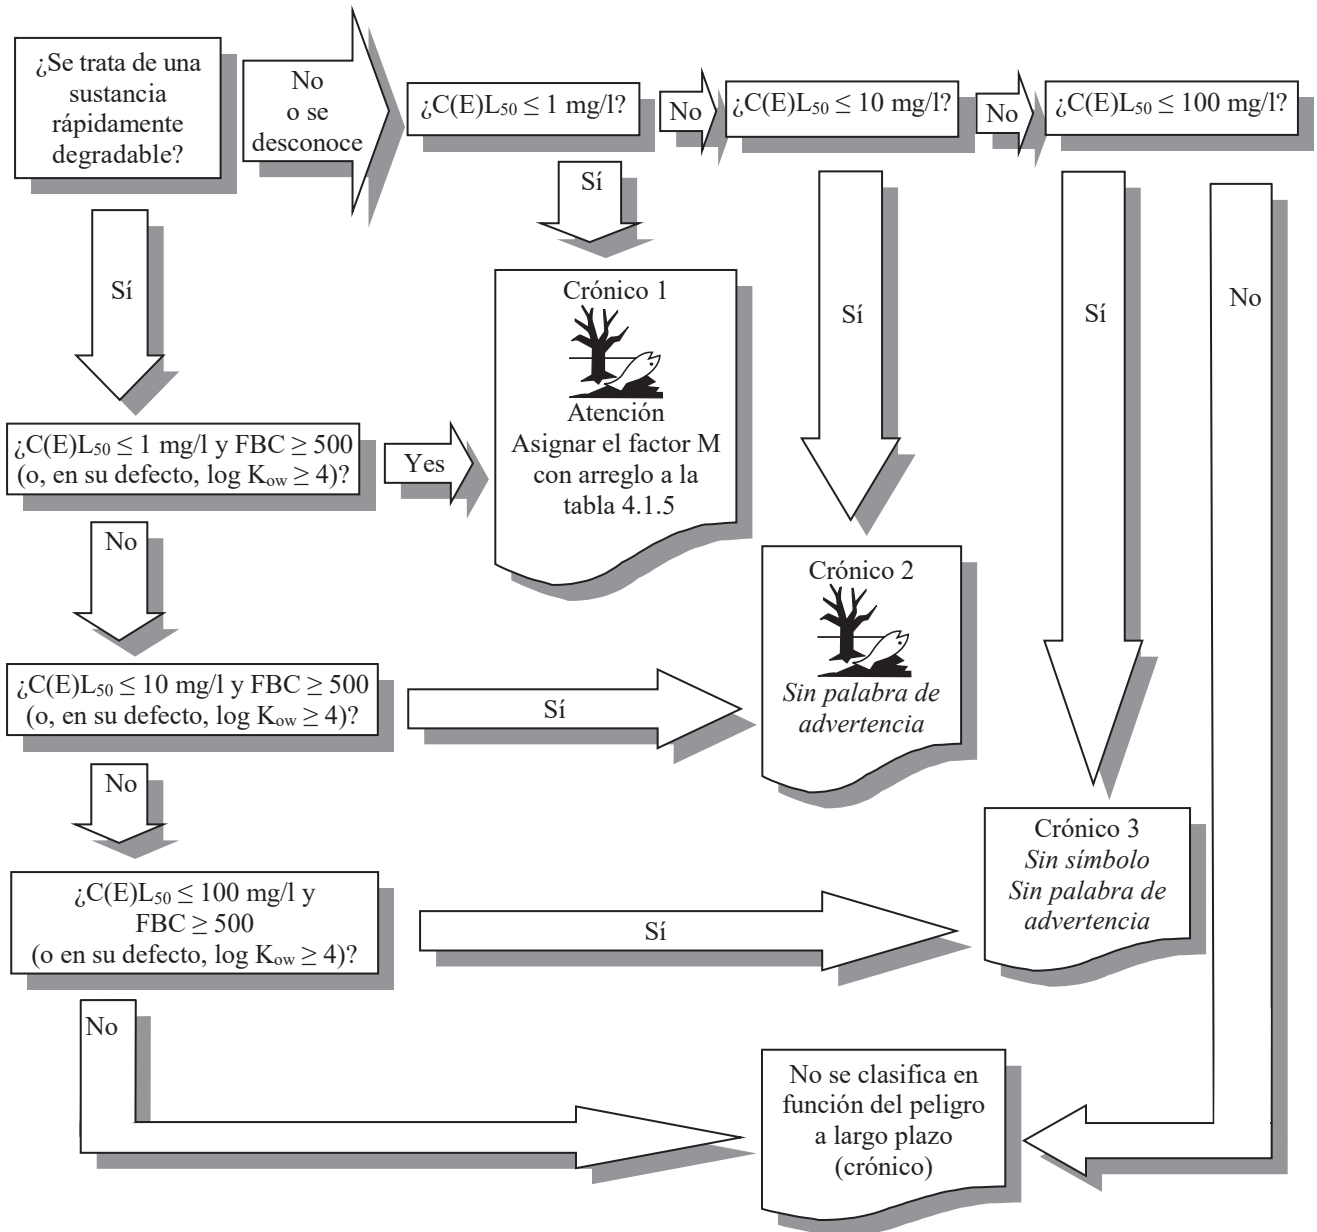 ¿Se trata de una
sustancia
rápidamente
degradable?
No
o se
desconoce
¿C(E)L₅₀ ≤ 1 mg/l?
No
¿C(E)L₅₀ ≤ 10 mg/l?
No
¿C(E)L₅₀ ≤ 100 mg/l?
Sí
Sí
Sí
Sí
No
Crónico 1
Atención
Asignar el factor M
con arreglo a la
tabla 4.1.5
¿C(E)L₅₀ ≤ 1 mg/l y FBC ≥ 500
(o, en su defecto, log Kow ≥ 4)?
Yes
No
Crónico 2
Sin palabra de
advertencia
¿C(E)L₅₀ ≤ 10 mg/l y FBC ≥ 500
(o, en su defecto, log Kow ≥ 4)?
Sí
No
Crónico 3
Sin símbolo
Sin palabra de
advertencia
¿C(E)L₅₀ ≤ 100 mg/l y
FBC ≥ 500
(o en su defecto, log Kow ≥ 4)?
Sí
No
No se clasifica en
función del peligro
a largo plazo
(crónico)